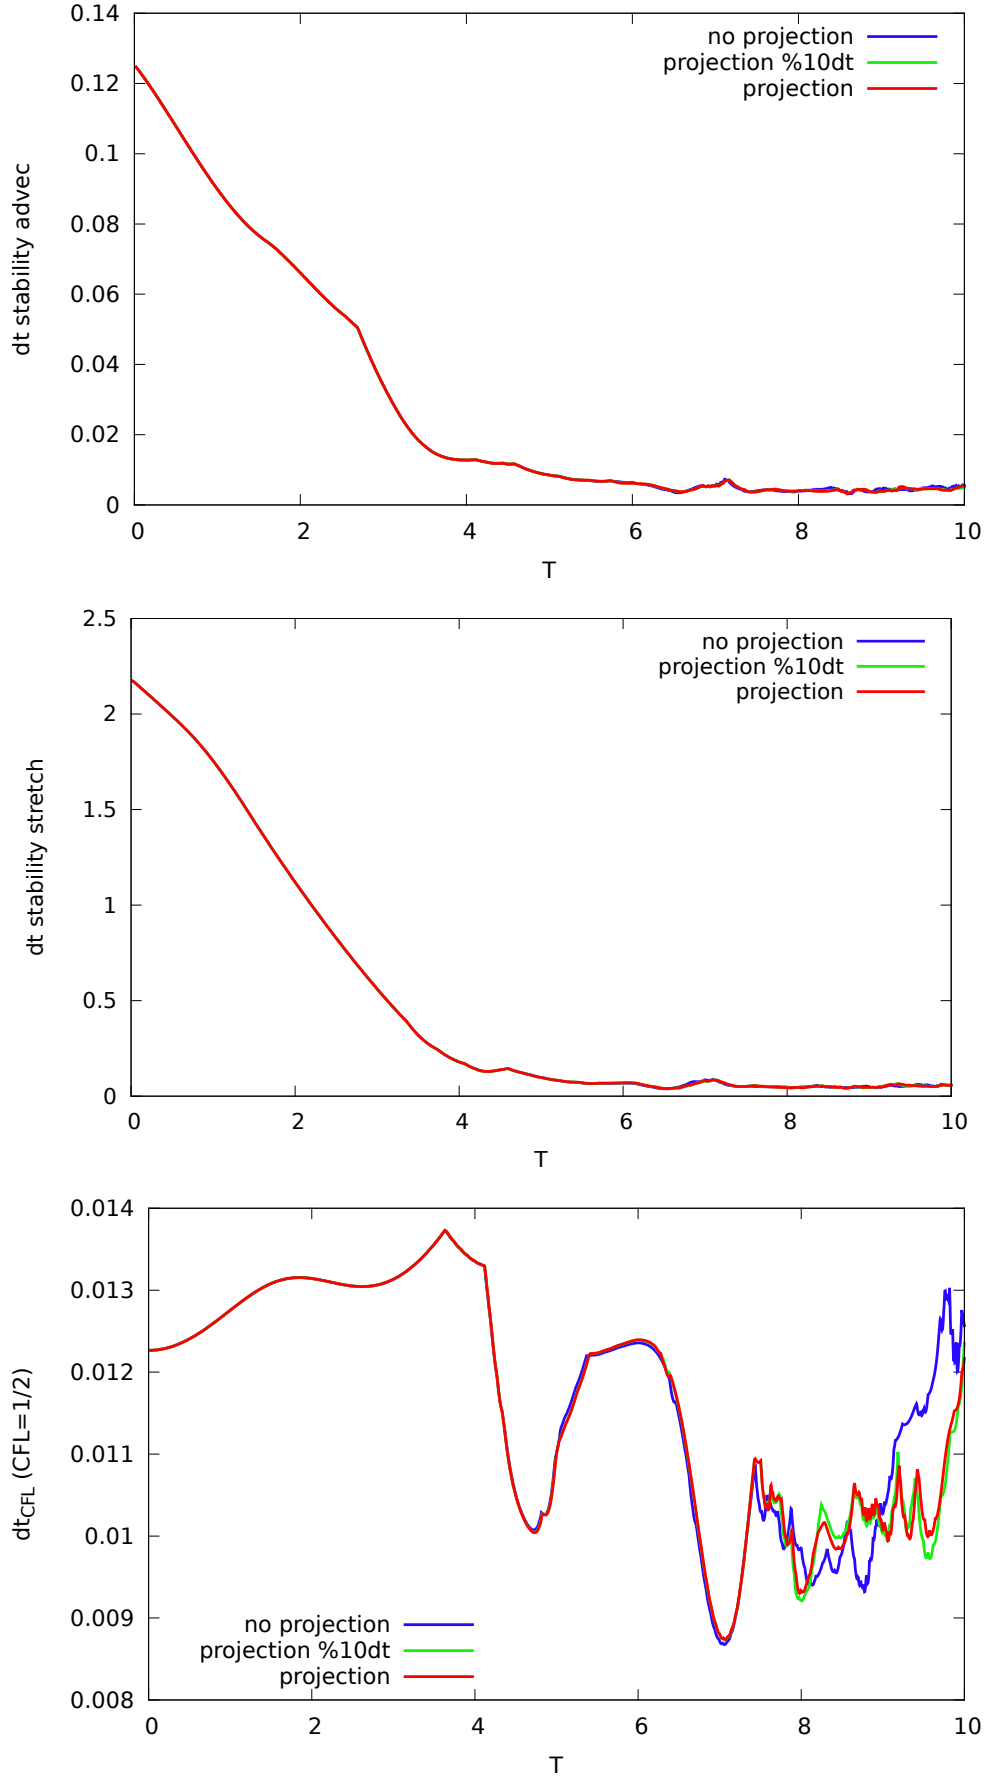 0.14
0.12
0.1
0.08
0.06
0.04
0.02
0
dt stability advec
no projection
projection %10dt
projection
0 2 4 6 8 10
T
2.5
2
1.5
1
0.5
0
dt stability stretch
no projection
projection %10dt
projection
0 2 4 6 8 10
T
0.014
0.013
0.012
0.011
0.010
0.009
0.008
dtCFL (CFL=1/2)
no projection
projection %10dt
projection
0 2 4 6 8 10
T